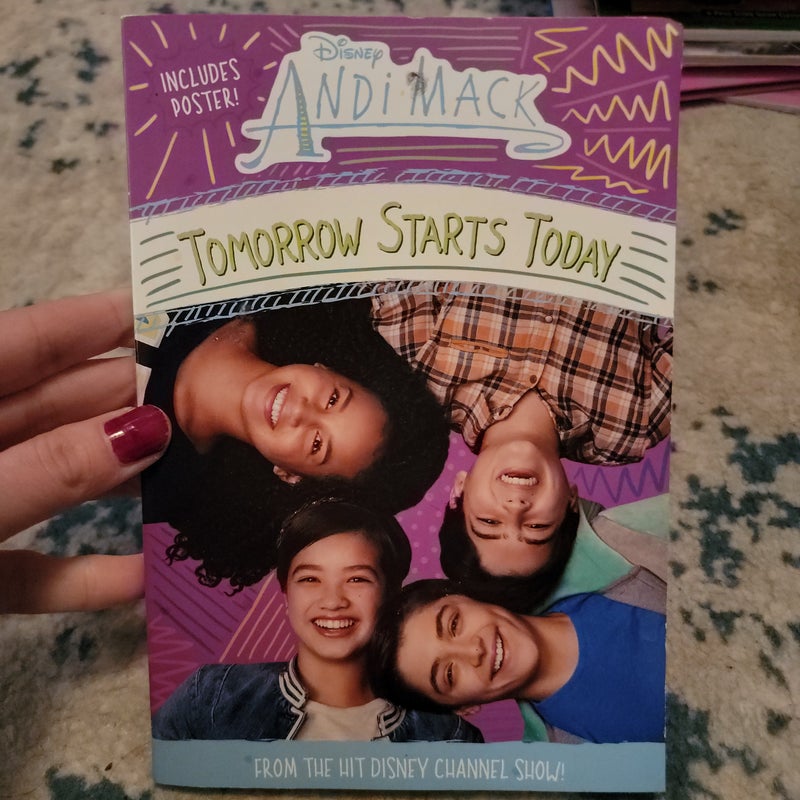 INCLUDES
POSTER!
Disney
ANDi MACK
TOMORROW STARTS TODAY
FROM THE HIT DISNEY CHANNEL SHOW!